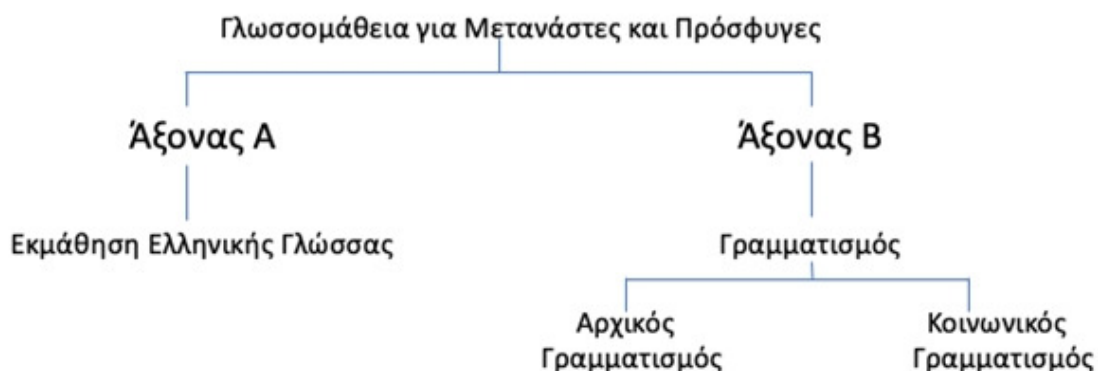 Γλωσσομάθεια για Μετανάστες και Πρόσφυγες
Άξονας Α
Άξονας Β
Εκμάθηση Ελληνικής Γλώσσας
Γραμματισμός
Αρχικός
Γραμματισμός
Κοινωνικός
Γραμματισμός